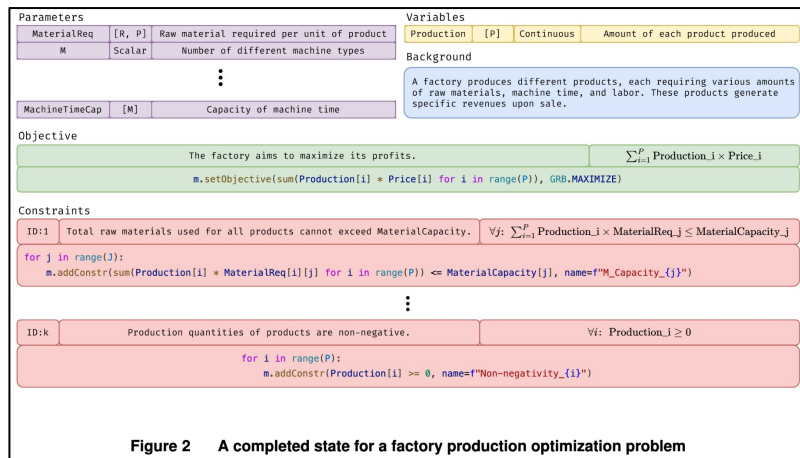 Parameters
MaterialReq [R, P] Raw material required per unit of product
M Scalar Number of different machine types
⋮
MachineTimeCap [M] Capacity of machine time
Variables
Production [P] Continuous Amount of each product produced
Background
A factory produces different products, each requiring various amounts
of raw materials, machine time, and labor. These products generate
specific revenues upon sale.
Objective
The factory aims to maximize its profits. ∑_{i=1}^{P} Production_i × Price_i
m.setObjective(sum(Production[i] * Price[i] for i in range(P)), GRB.MAXIMIZE)
Constraints
ID:1 Total raw materials used for all products cannot exceed MaterialCapacity. ∀j: ∑_{i=1}^{P} Production_i × MaterialReq_j ≤ MaterialCapacity_j
for j in range(J):
m.addConstr(sum(Production[i] * MaterialReq[i][j] for i in range(P)) <= MaterialCapacity[j], name=f"M_Capacity_{j}")
⋮
ID:k Production quantities of products are non-negative. ∀i: Production_i ≥ 0
for i in range(P):
m.addConstr(Production[i] >= 0, name=f"Non-negativity_{i}")
Figure 2 A completed state for a factory production optimization problem